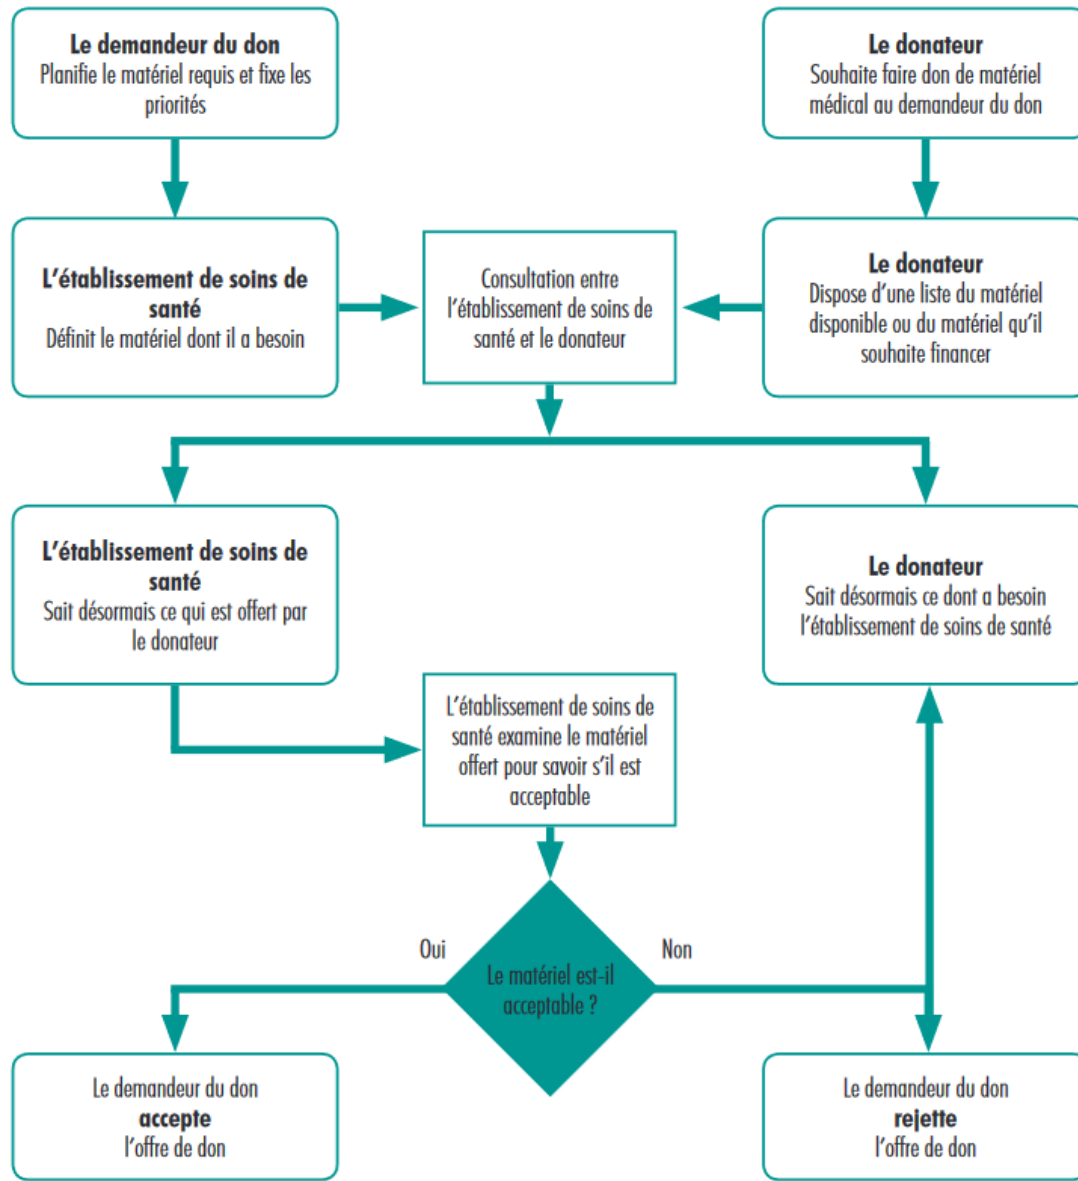 Le demandeur du don
Planifie le matériel requis et fixe les
priorités
Le donateur
Souhaite faire don de matériel
médical au demandeur du don
L'établissement de soins de
santé
Définit le matériel dont il a besoin
Consultation entre
l'établissement de soins de
santé et le donateur
Le donateur
Dispose d'une liste du matériel
disponible ou du matériel qu'il
souhaite financer
L'établissement de soins de
santé
Sait désormais ce qui est offert par
le donateur
Le donateur
Sait désormais ce dont a besoin
l'établissement de soins de santé
L'établissement de soins de
santé examine le matériel
offert pour savoir s'il est
acceptable
Oui
Non
Le matériel est-il
acceptable ?
Le demandeur du don
accepte
l'offre de don
Le demandeur du don
rejette
l'offre de don